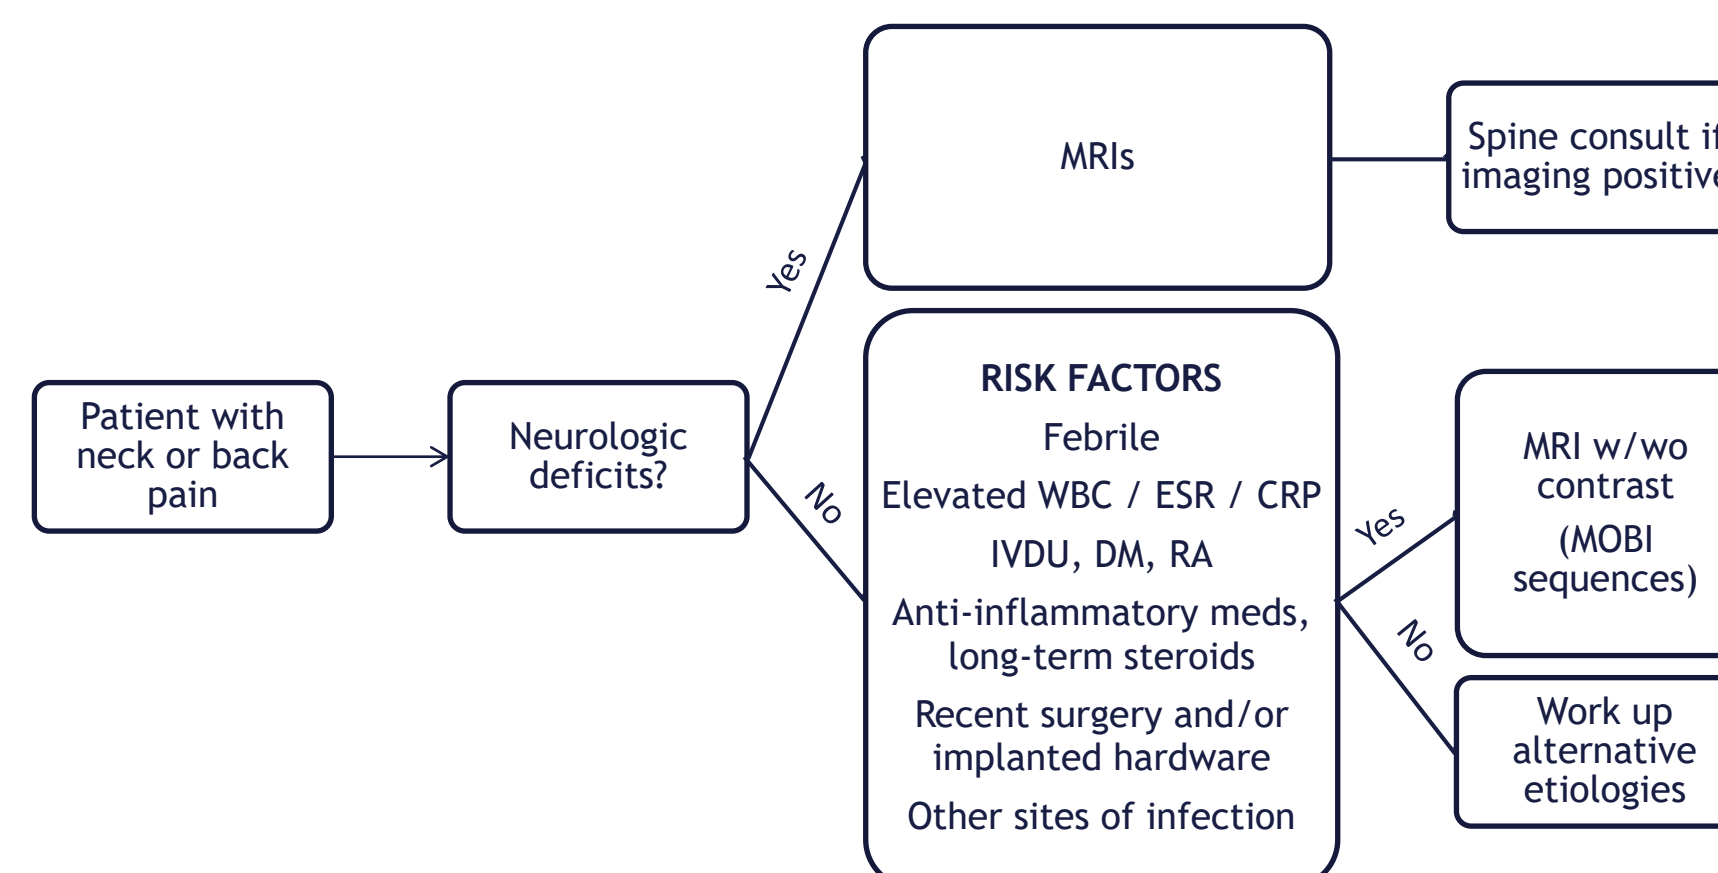 Patient with
neck or back
pain
Neurologic
deficits?
Yes
No
MRIs
Spine consult if
imaging positive
RISK FACTORS
Febrile
Elevated WBC / ESR / CRP
IVDU, DM, RA
Anti-inflammatory meds,
long-term steroids
Recent surgery and/or
implanted hardware
Other sites of infection
Yes
No
MRI w/wo
contrast
(MOBI
sequences)
Work up
alternative
etiologies